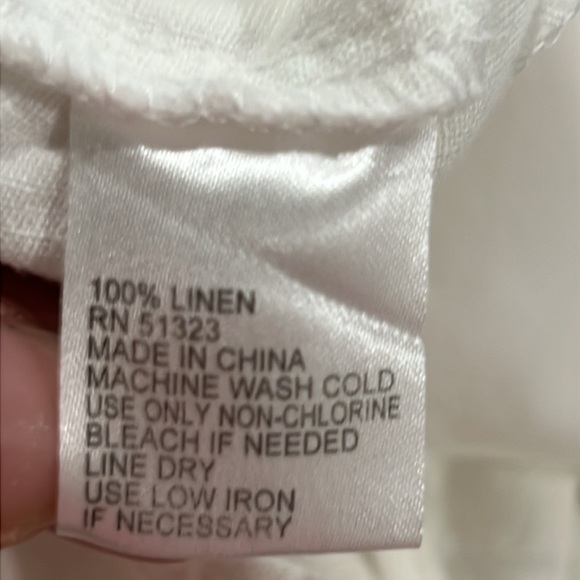 100% LINEN
RN 51323
MADE IN CHINA
MACHINE WASH COLD
USE ONLY NON-CHLORINE
BLEACH IF NEEDED
LINE DRY
USE LOW IRON
IF NECESSARY